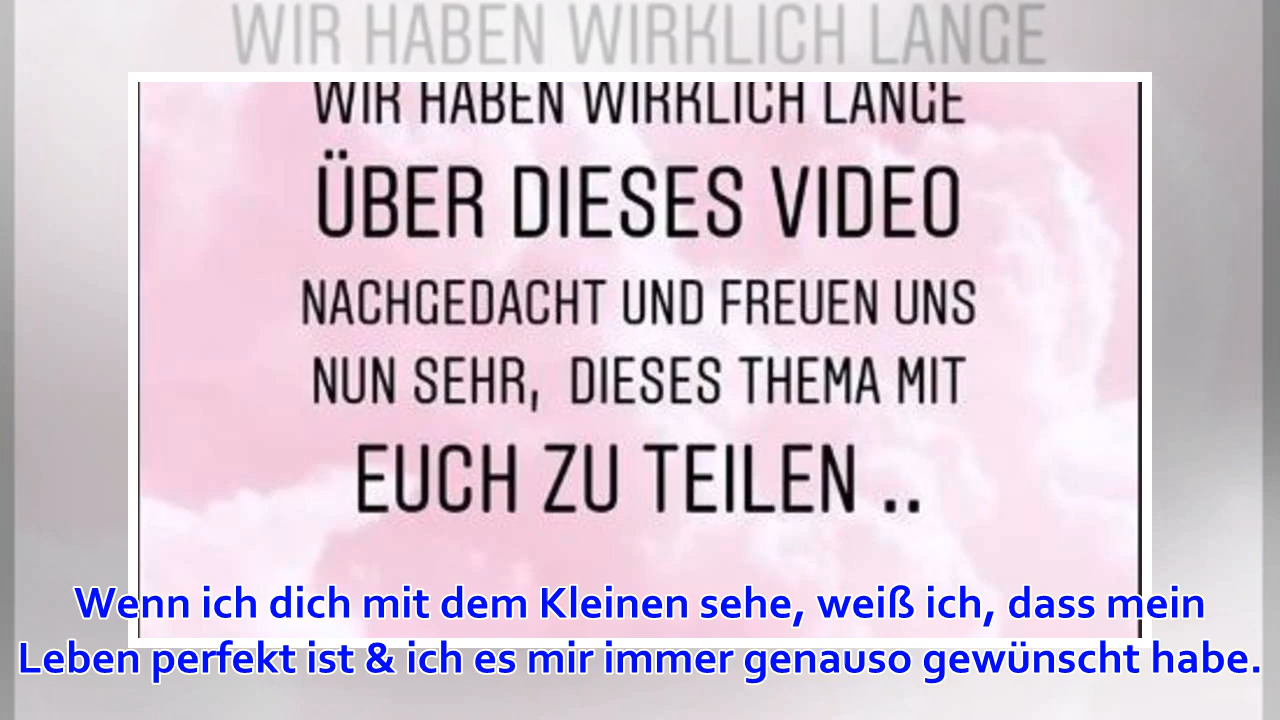 WIR HABEN WIRKLICH LANGE
WIR HABEN WIRKLICH LANGE
ÜBER DIESES VIDEO
NACHGEDACHT UND FREUEN UNS
NUN SEHR, DIESES THEMA MIT
EUCH ZU TEILEN ..
Wenn ich dich mit dem Kleinen sehe, weiß ich, dass mein
Leben perfekt ist & ich es mir immer genauso gewünscht habe.